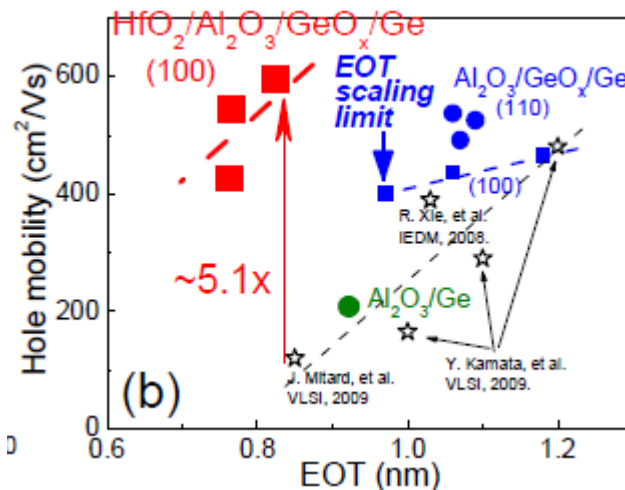 HfO₂/Al₂O₃/GeOₓ/Ge
(100)
EOT
scaling
limit
Al₂O₃/GeOₓ/Ge
(110)
(100)
R. Xie, et al.
IEDM, 2008.
~5.1x
Al₂O₃/Ge
J. Mitard, et al.
VLSI, 2009
Y. Kamata, et al.
VLSI, 2009.
(b)
Hole mobility (cm²/Vs)
600
400
200
0
0
0.6
0.8
1.0
1.2
EOT (nm)